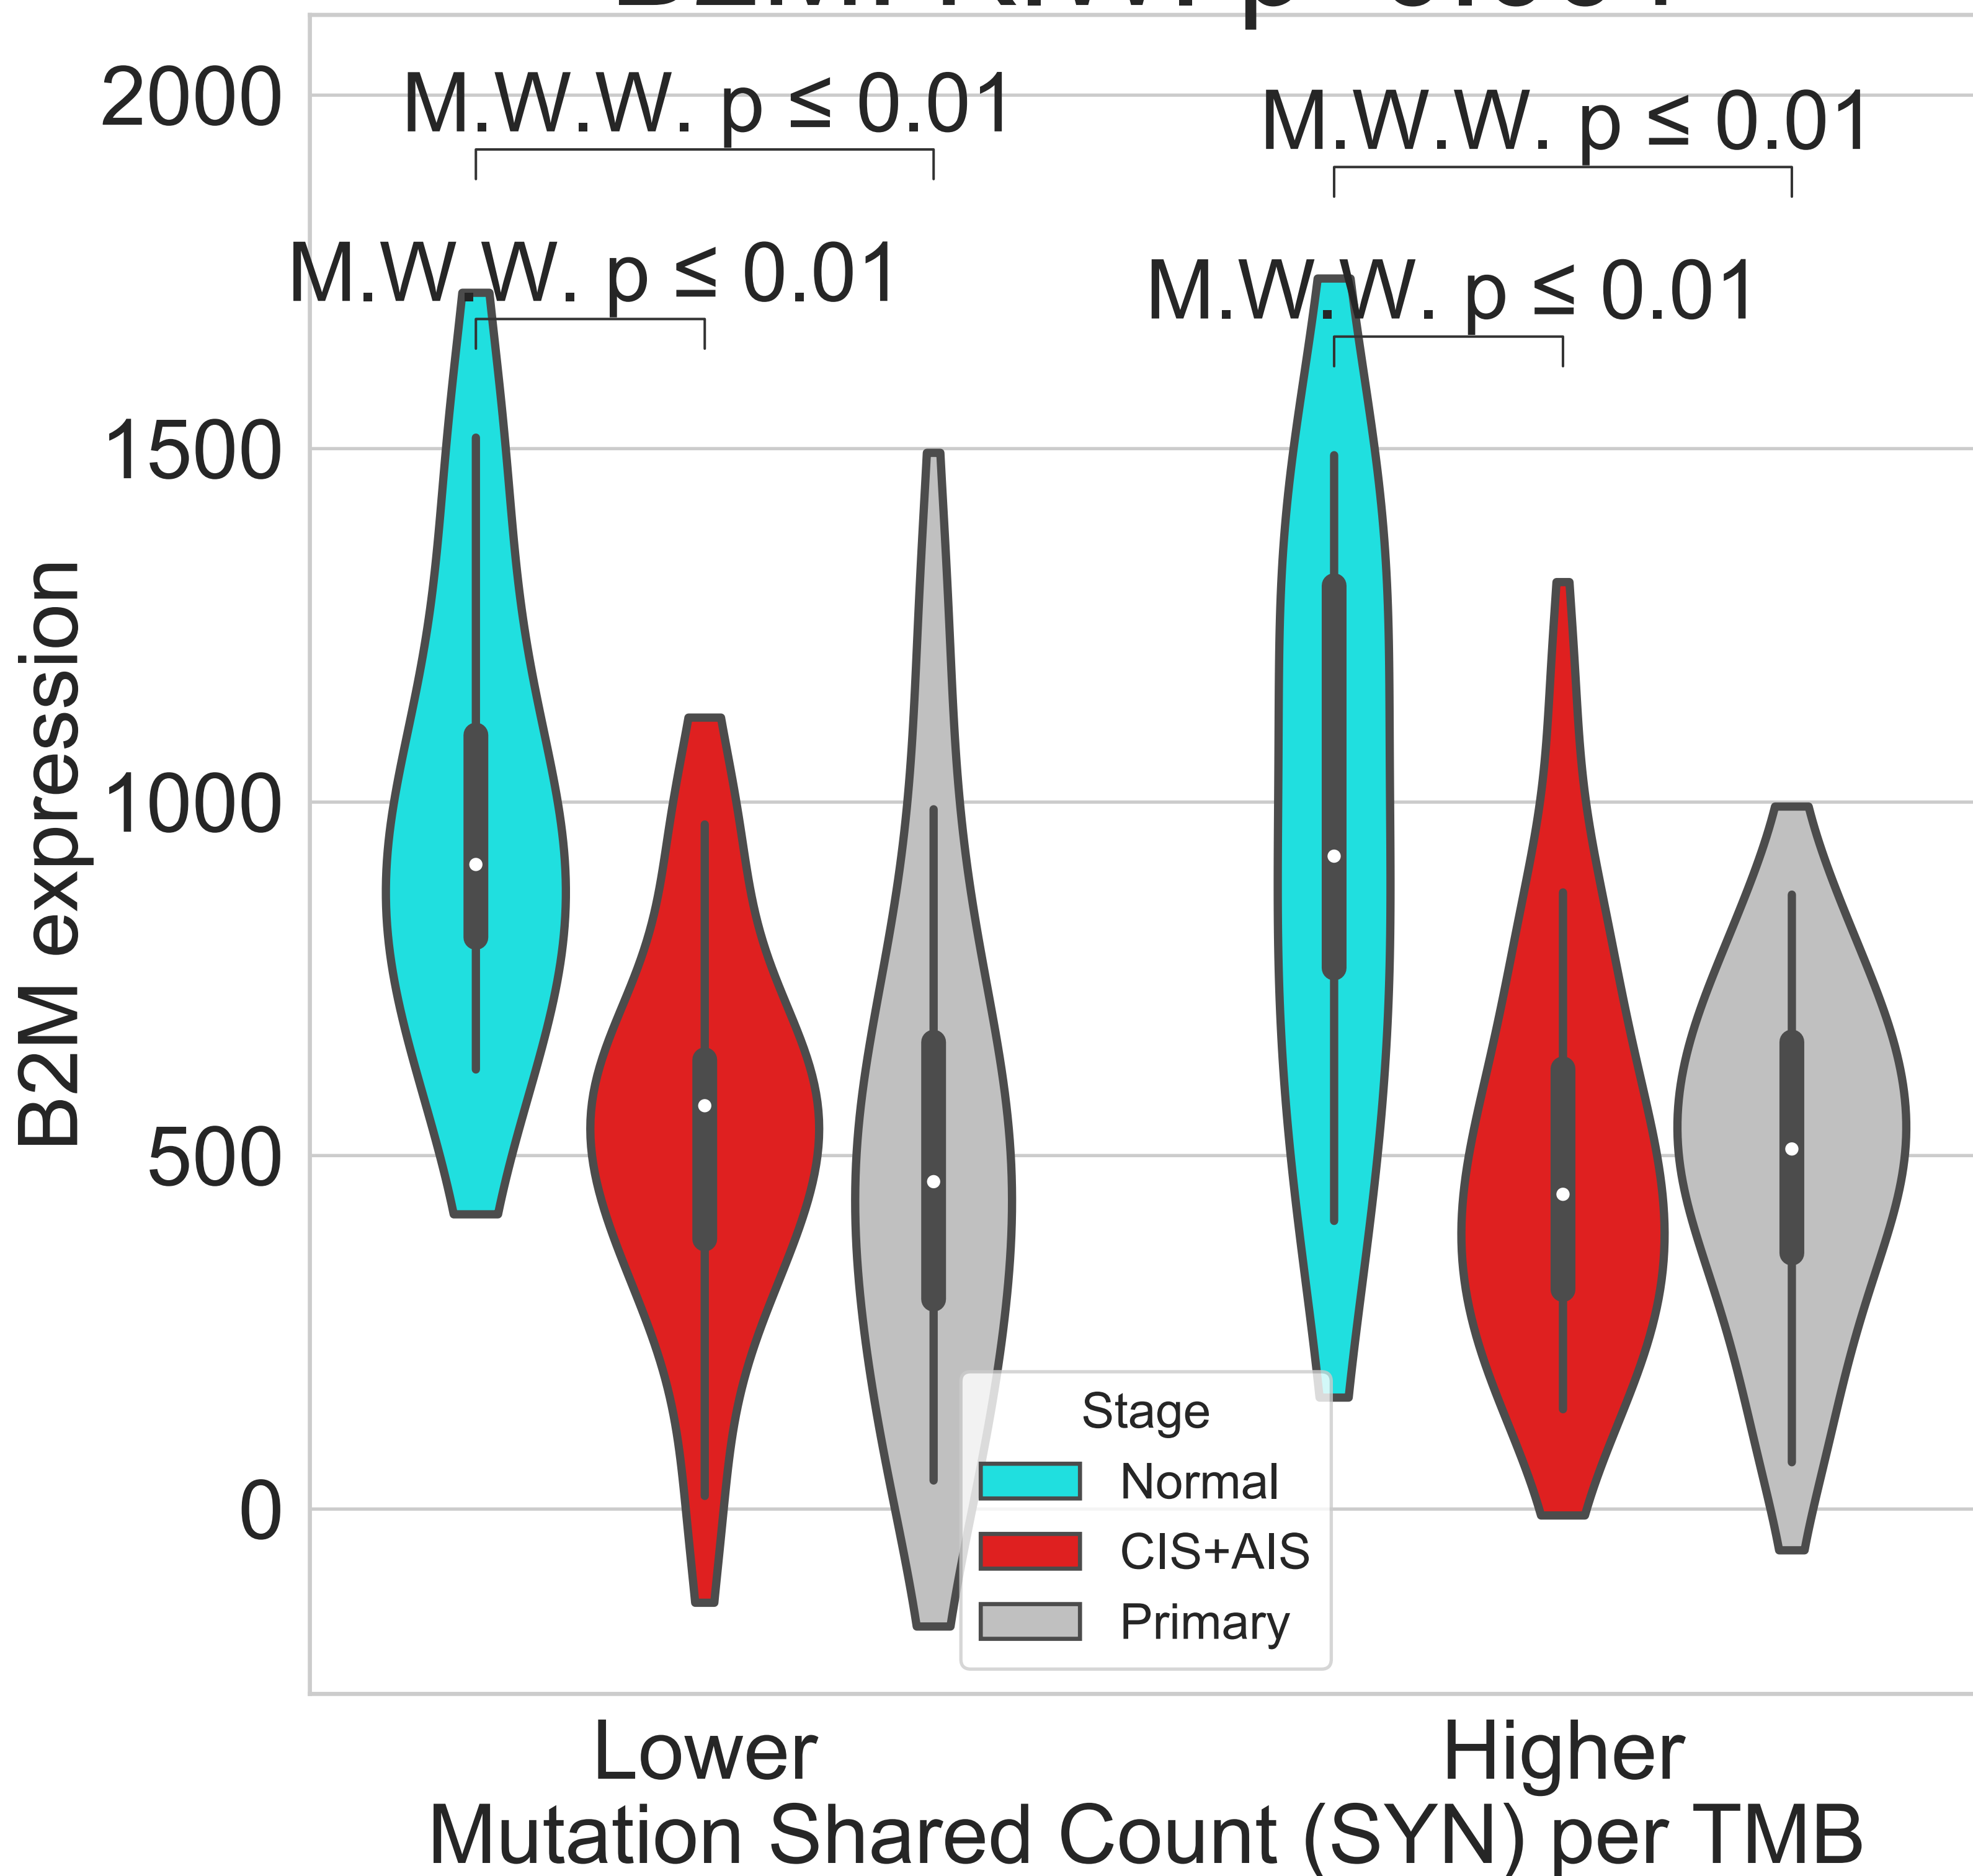 2000
1500
1000
500
0
B2M expression
M.W.W. p ≤ 0.01
M.W.W. p ≤ 0.01
M.W.W. p ≤ 0.01
M.W.W. p ≤ 0.01
Stage
Normal
CIS+AIS
Primary
Lower
Higher
Mutation Shared Count (SYN) per TMB